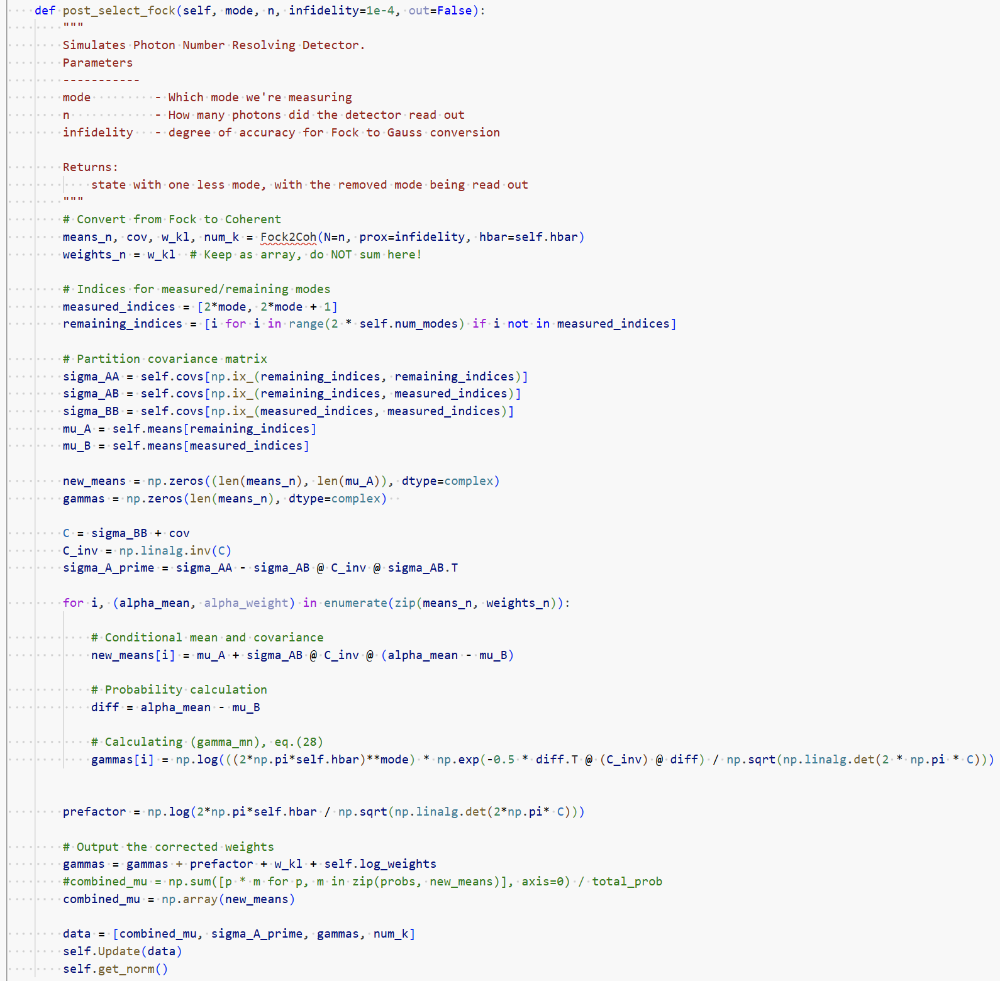 def post_select_fock(self, mode, n, infidelity=1e-4, out=False):
"""
Simulates Photon Number Resolving Detector.
Parameters
-----------
mode         - Which mode we're measuring
n            - How many photons did the detector read out
infidelity   - degree of accuracy for Fock to Gauss conversion
Returns:
    state with one less mode, with the removed mode being read out
"""
# Convert from Fock to Coherent
means_n, cov, w_kl, num_k = Fock2Coh(N=n, prox=infidelity, hbar=self.hbar)
weights_n = w_kl  # Keep as array, do NOT sum here!
# Indices for measured/remaining modes
measured_indices = [2*mode, 2*mode + 1]
remaining_indices = [i for i in range(2 * self.num_modes) if i not in measured_indices]
# Partition covariance matrix
sigma_AA = self.covs[np.ix_(remaining_indices, remaining_indices)]
sigma_AB = self.covs[np.ix_(remaining_indices, measured_indices)]
sigma_BB = self.covs[np.ix_(measured_indices, measured_indices)]
mu_A = self.means[remaining_indices]
mu_B = self.means[measured_indices]
new_means = np.zeros((len(means_n), len(mu_A)), dtype=complex)
gammas = np.zeros(len(means_n), dtype=complex)
C = sigma_BB + cov
C_inv = np.linalg.inv(C)
sigma_A_prime = sigma_AA - sigma_AB @ C_inv @ sigma_AB.T
for i, (alpha_mean, alpha_weight) in enumerate(zip(means_n, weights_n)):
# Conditional mean and covariance
new_means[i] = mu_A + sigma_AB @ C_inv @ (alpha_mean - mu_B)
# Probability calculation
diff = alpha_mean - mu_B
# Calculating (gamma_mn), eq.(28)
gammas[i] = np.log(((2*np.pi*self.hbar)**mode) * np.exp(-0.5 * diff.T @ (C_inv) @ diff) / np.sqrt(np.linalg.det(2 * np.pi * C)))
prefactor = np.log(2*np.pi*self.hbar / np.sqrt(np.linalg.det(2*np.pi* C)))
# Output the corrected weights
gammas = gammas + prefactor + w_kl + self.log_weights
#combined_mu = np.sum([p * m for p, m in zip(probs, new_means)], axis=0) / total_prob
combined_mu = np.array(new_means)
data = [combined_mu, sigma_A_prime, gammas, num_k]
self.Update(data)
self.get_norm()